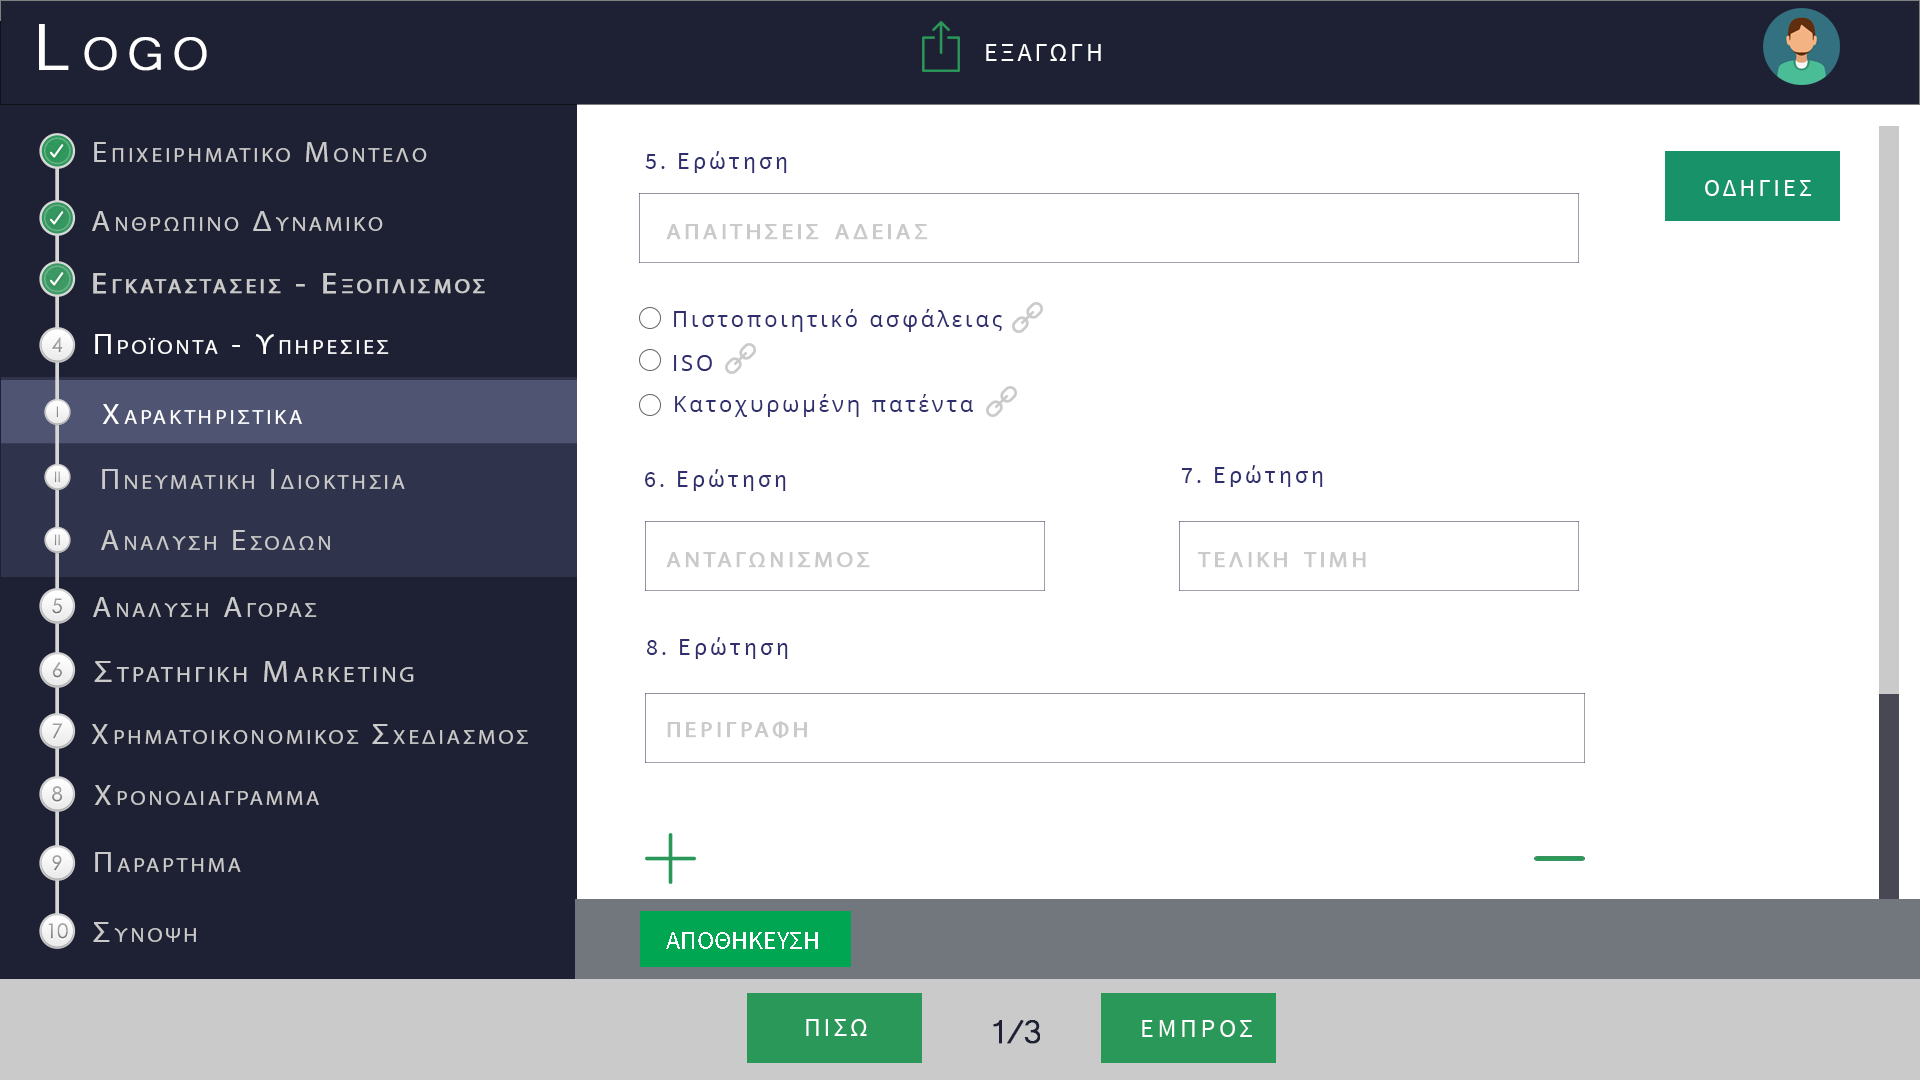 Logo
ΕΞΑΓΩΓΗ
Επιχειρηματικο Μοντελο
Ανθρωπινο Δυναμικο
Εγκαταστασεις - Εξοπλισμος
4 Προϊοντα - Υπηρεσιες
I Χαρακτηριστικα
II Πνευματικη Ιδιοκτησια
II Αναλυση Εσοδων
5 Αναλυση Αγορας
6 Στρατηγικη Marketing
7 Χρηματοικονομικος Σχεδιασμος
8 Χρονοδιαγραμμα
9 Παραρτημα
10 Συνοψη
5. Ερώτηση
ΟΔΗΓΙΕΣ
ΑΠΑΙΤΗΣΕΙΣ ΑΔΕΙΑΣ
Πιστοποιητικό ασφάλειας
ISO
Κατοχυρωμένη πατέντα
6. Ερώτηση
7. Ερώτηση
ΑΝΤΑΓΩΝΙΣΜΟΣ
ΤΕΛΙΚΗ ΤΙΜΗ
8. Ερώτηση
ΠΕΡΙΓΡΑΦΗ
ΑΠΟΘΗΚΕΥΣΗ
ΠΙΣΩ
1/3
ΕΜΠΡΟΣ